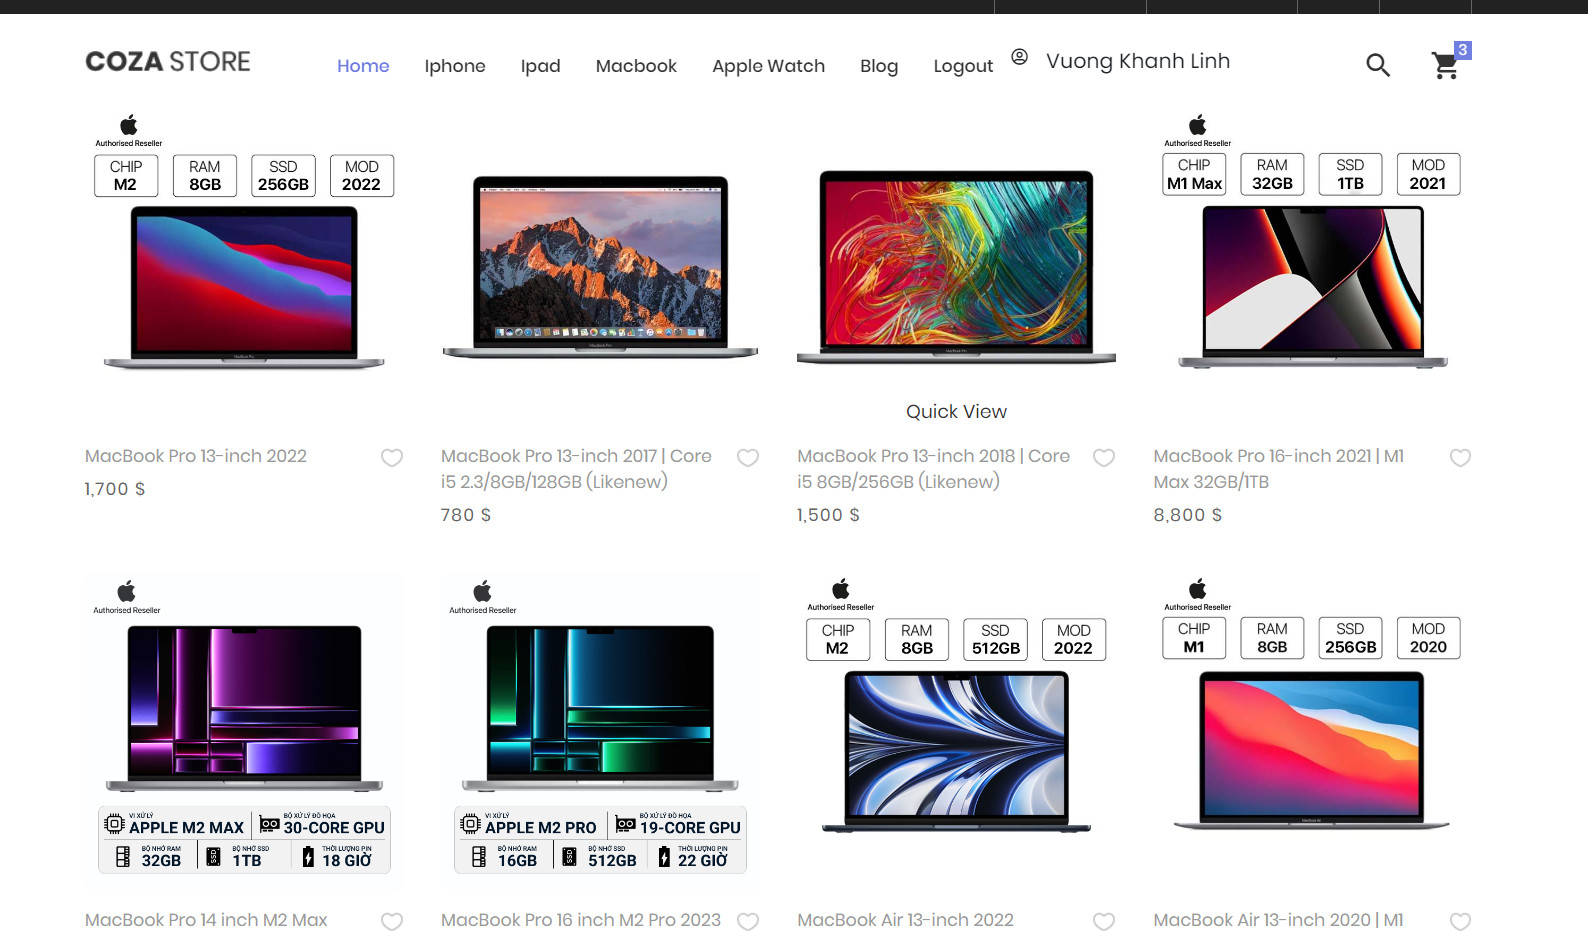 COZA STORE
Home Iphone Ipad Macbook Apple Watch Blog Logout Vuong Khanh Linh 3
Authorised Reseller
CHIP M2
RAM 8GB
SSD 256GB
MOD 2022
Authorised Reseller
CHIP M1 Max
RAM 32GB
SSD 1TB
MOD 2021
Quick View
MacBook Pro 13-inch 2022
1,700 $
MacBook Pro 13-inch 2017 | Core
i5 2.3/8GB/128GB (Likenew)
780 $
MacBook Pro 13-inch 2018 | Core
i5 8GB/256GB (Likenew)
1,500 $
MacBook Pro 16-inch 2021 | M1
Max 32GB/1TB
8,800 $
Authorised Reseller
VI XỬ LÝ
APPLE M2 MAX
BỘ XỬ LÝ ĐỒ HỌA
30-CORE GPU
BỘ NHỚ RAM
32GB
SSD
BỘ NHỚ SSD
1TB
THỜI LƯỢNG PIN
18 GIỜ
Authorised Reseller
VI XỬ LÝ
APPLE M2 PRO
BỘ XỬ LÝ ĐỒ HỌA
19-CORE GPU
BỘ NHỚ RAM
16GB
SSD
BỘ NHỚ SSD
512GB
THỜI LƯỢNG PIN
22 GIỜ
Authorised Reseller
CHIP M2
RAM 8GB
SSD 512GB
MOD 2022
Authorised Reseller
CHIP M1
RAM 8GB
SSD 256GB
MOD 2020
MacBook Pro 14 inch M2 Max
MacBook Pro 16 inch M2 Pro 2023
MacBook Air 13-inch 2022
MacBook Air 13-inch 2020 | M1